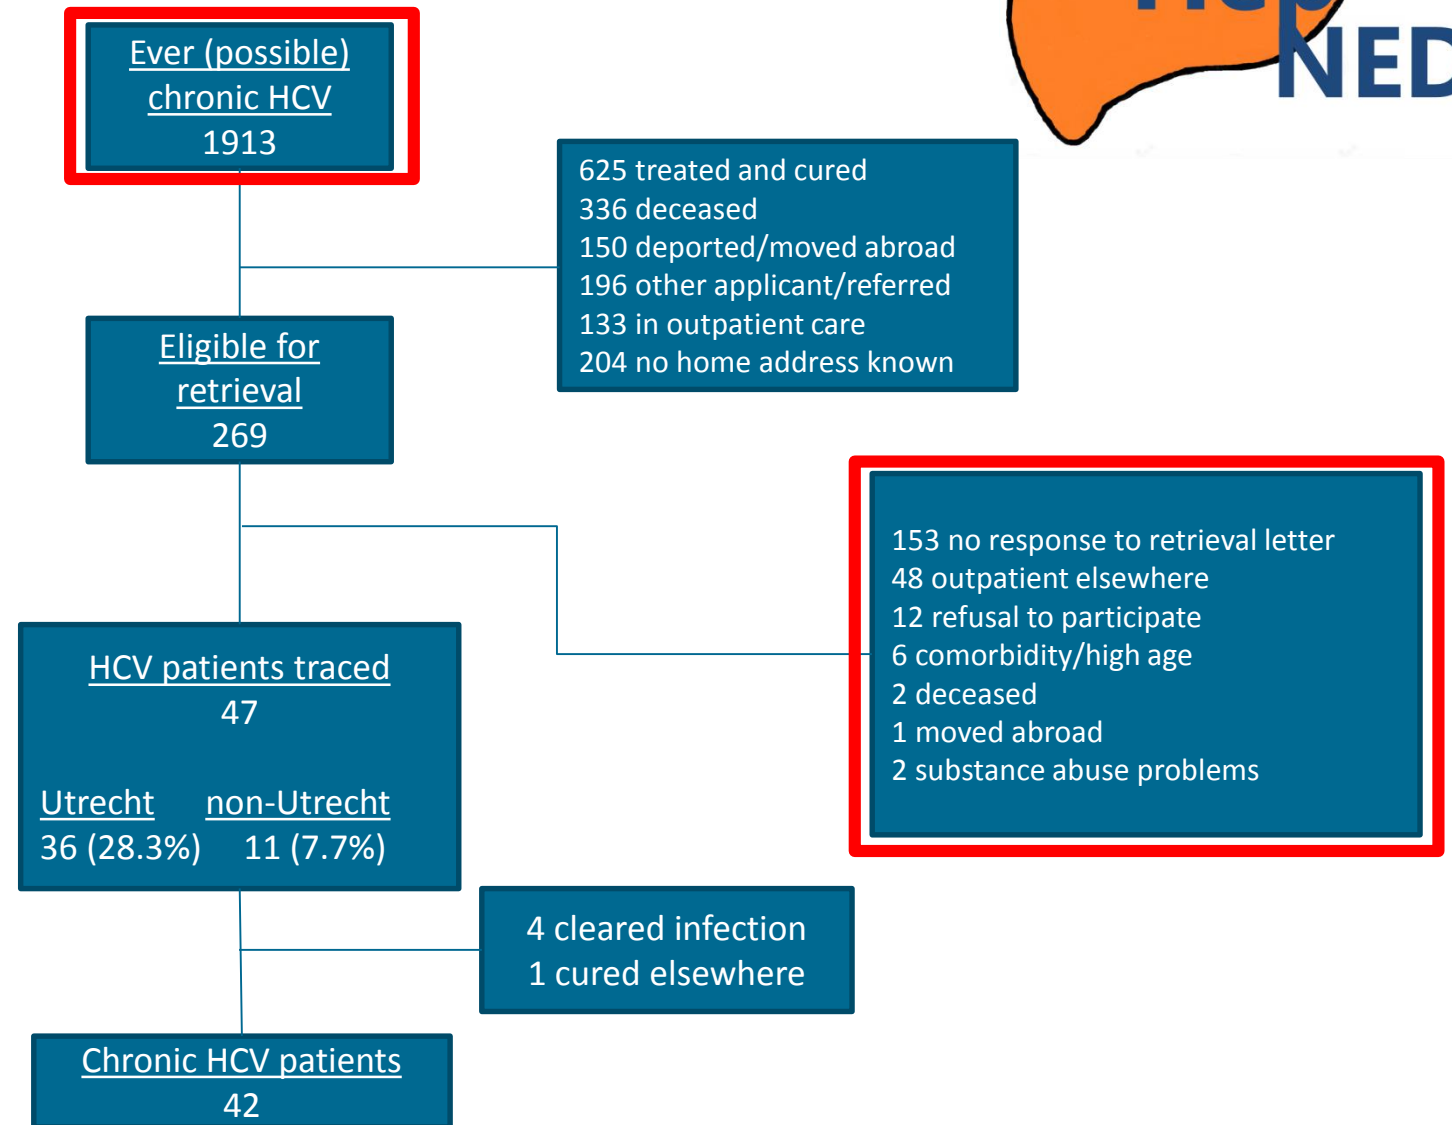 Hep
NED
Ever (possible)
chronic HCV
1913
625 treated and cured
336 deceased
150 deported/moved abroad
196 other applicant/referred
133 in outpatient care
204 no home address known
Eligible for
retrieval
269
153 no response to retrieval letter
48 outpatient elsewhere
12 refusal to participate
6 comorbidity/high age
2 deceased
1 moved abroad
2 substance abuse problems
HCV patients traced
47
Utrecht non-Utrecht
36 (28.3%) 11 (7.7%)
4 cleared infection
1 cured elsewhere
Chronic HCV patients
42